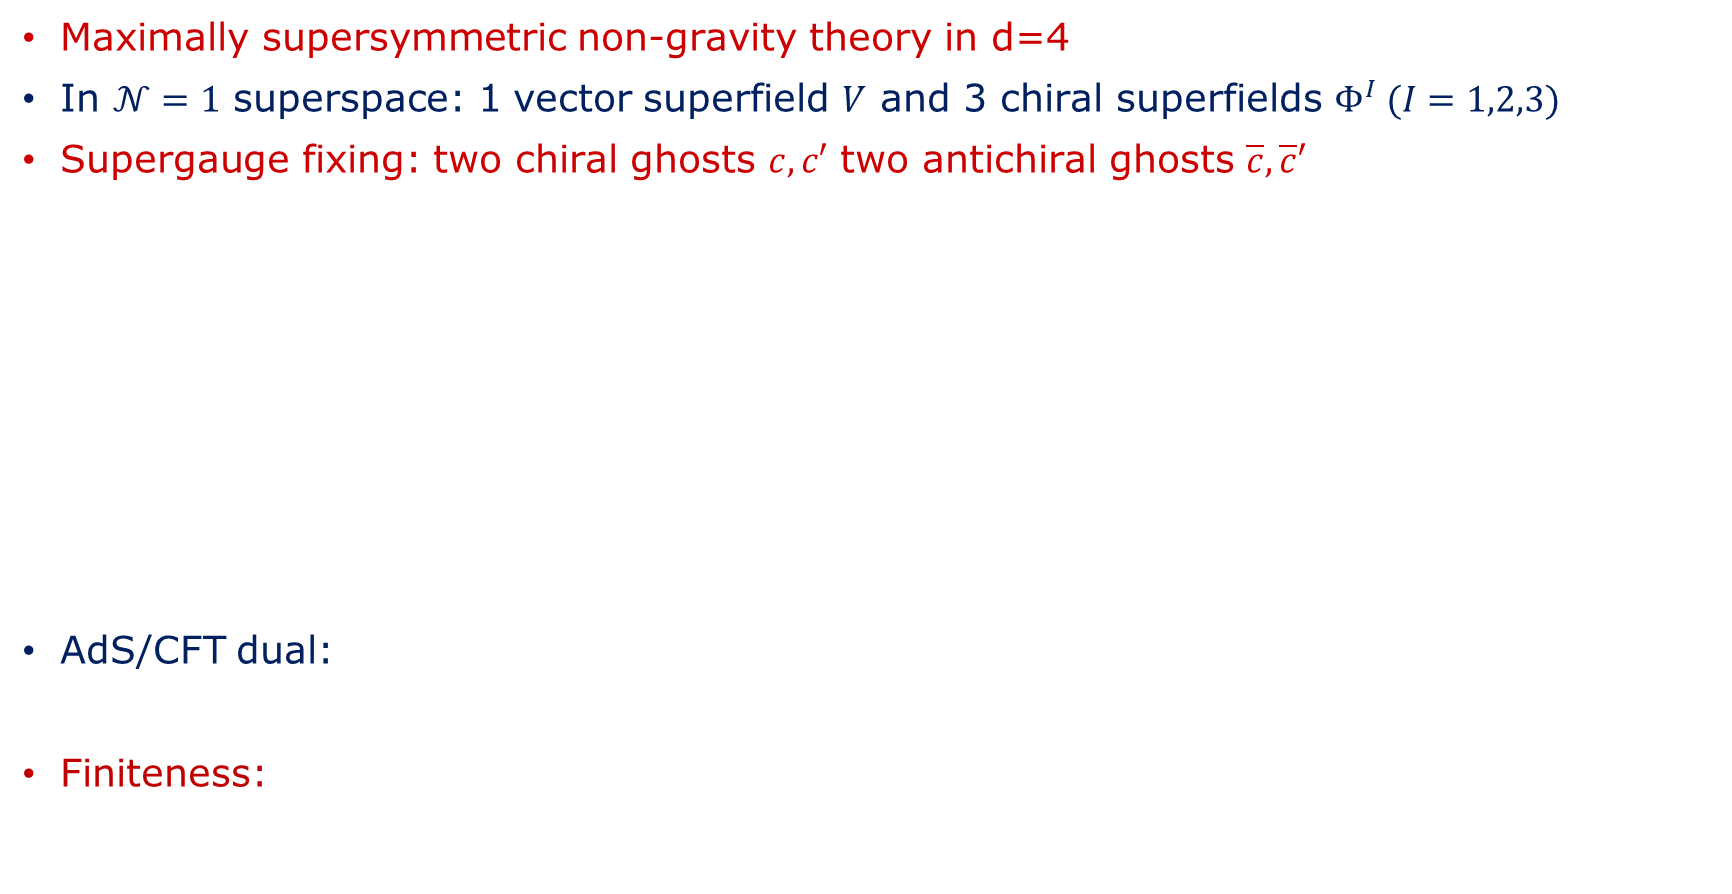 • Maximally supersymmetric non-gravity theory in d=4
• In 𝒩 = 1 superspace: 1 vector superfield V and 3 chiral superfields Φ^I (I = 1,2,3)
• Supergauge fixing: two chiral ghosts c, c′ two antichiral ghosts c̅, c̅′
• AdS/CFT dual:
• Finiteness: